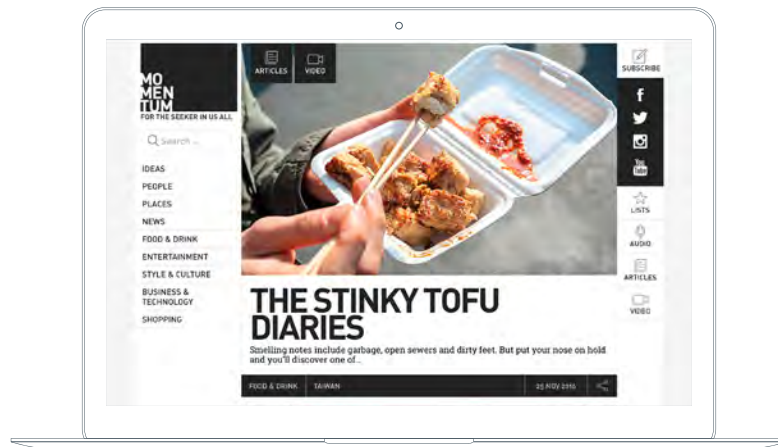 MO
MEN
TUM
FOR THE SEEKER IN US ALL
Search ...
IDEAS
PEOPLE
PLACES
NEWS
FOOD & DRINK
ENTERTAINMENT
STYLE & CULTURE
BUSINESS &
TECHNOLOGY
SHOPPING
ARTICLES
VIDEO
THE STINKY TOFU
DIARIES
Smelling notes include garbage, open sewers and dirty feet. But put your nose on hold
and you'll discover one of...
FOOD & DRINK
TAIWAN
25 NOV 2016
SUBSCRIBE
f
You
Tube
LISTS
AUDIO
ARTICLES
VIDEO